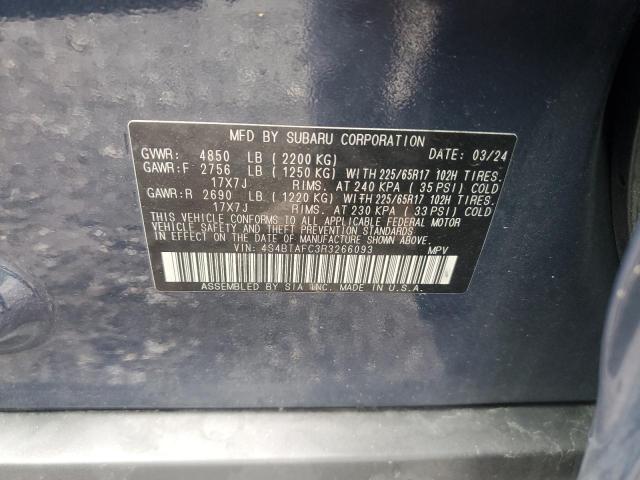 MFD BY SUBARU CORPORATION
GVWR: 4850 LB (2200 KG) DATE: 03/24
GAWR:F 2756 LB (1250 KG) WITH 225/65R17 102H TIRES.
17X7J RIMS. AT 240 KPA (35 PSI) COLD
GAWR:R 2690 LB (1220 KG) WITH 225/65R17 102H TIRES.
17X7J RIMS. AT 230 KPA (33 PSI) COLD
THIS VEHICLE CONFORMS TO ALL APPLICABLE FEDERAL MOTOR
VEHICLE SAFETY AND THEFT PREVENTION STANDARDS
IN EFFECT ON THE DATE OF MANUFACTURE SHOWN ABOVE.
VIN: 4S4BTAFC3R3266093 MPV
ASSEMBLED BY SIA INC. MADE IN U.S.A.